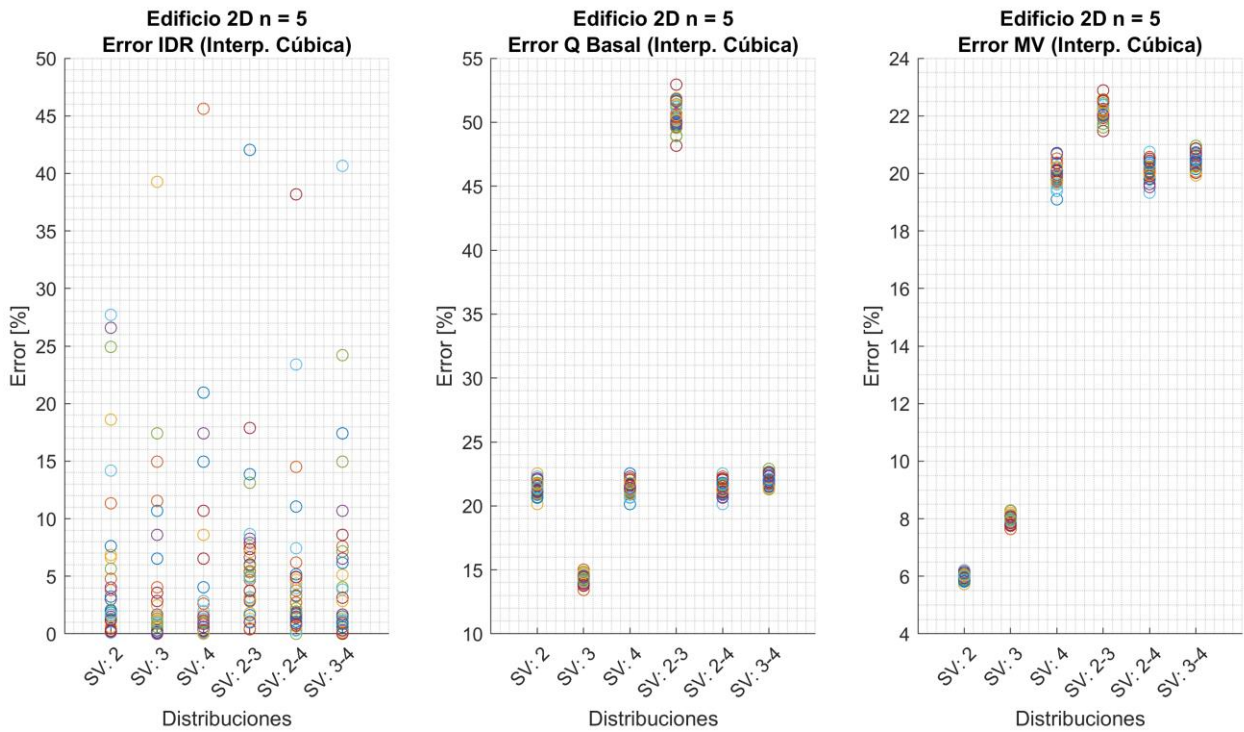 Edificio 2D n = 5
Error IDR (Interp. Cúbica)
50
45
40
35
30
25
20
15
10
5
0
Error [%]
SV: 2
SV: 3
SV: 4
SV: 2-3
SV: 2-4
SV: 3-4
Distribuciones
Edificio 2D n = 5
Error Q Basal (Interp. Cúbica)
55
50
45
40
35
30
25
20
15
10
Error [%]
SV: 2
SV: 3
SV: 4
SV: 2-3
SV: 2-4
SV: 3-4
Distribuciones
Edificio 2D n = 5
Error MV (Interp. Cúbica)
24
22
20
18
16
14
12
10
8
6
4
Error [%]
SV: 2
SV: 3
SV: 4
SV: 2-3
SV: 2-4
SV: 3-4
Distribuciones